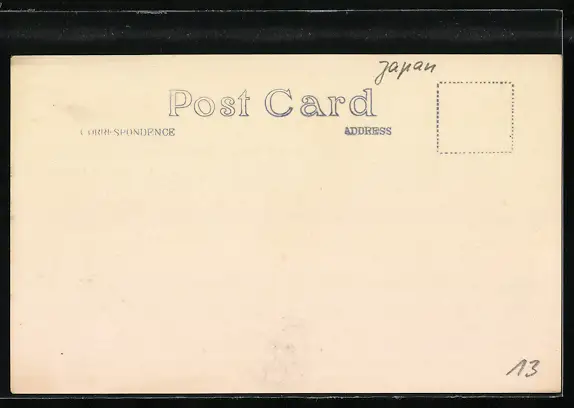 Japan
Post Card
CORRESPONDENCE ADDRESS
13